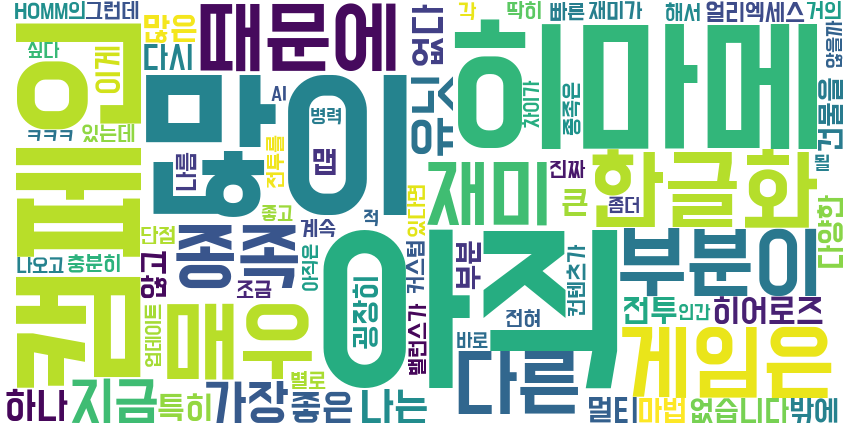 HOMM의 그런데 많은 때문에 없다 각 딱히 빠른 재미가 해서 얼리엑세스 거의
싶다 이게 다시 히마메 않을까
캠페인 많이 유닛 차이가 종족은 건물을
ㅋㅋㅋ 있는데 AI 병력
나름 전투를 맵 재미 진짜 한글화 될
좋고 적 있다면 큰 좀더
단점 않고 종족 계속 아직 부분 부분이 다양한
나오고 충분히 조금 아직은 굉장히 커스텀 컨텐츠가
업데이트 매우 밸런스가 전혀 전투 인간 히어로즈
별로 바로 다른 게임은
하나 지금 특히 가장 좋은 나는 멀티 마법 없습니다 밖에